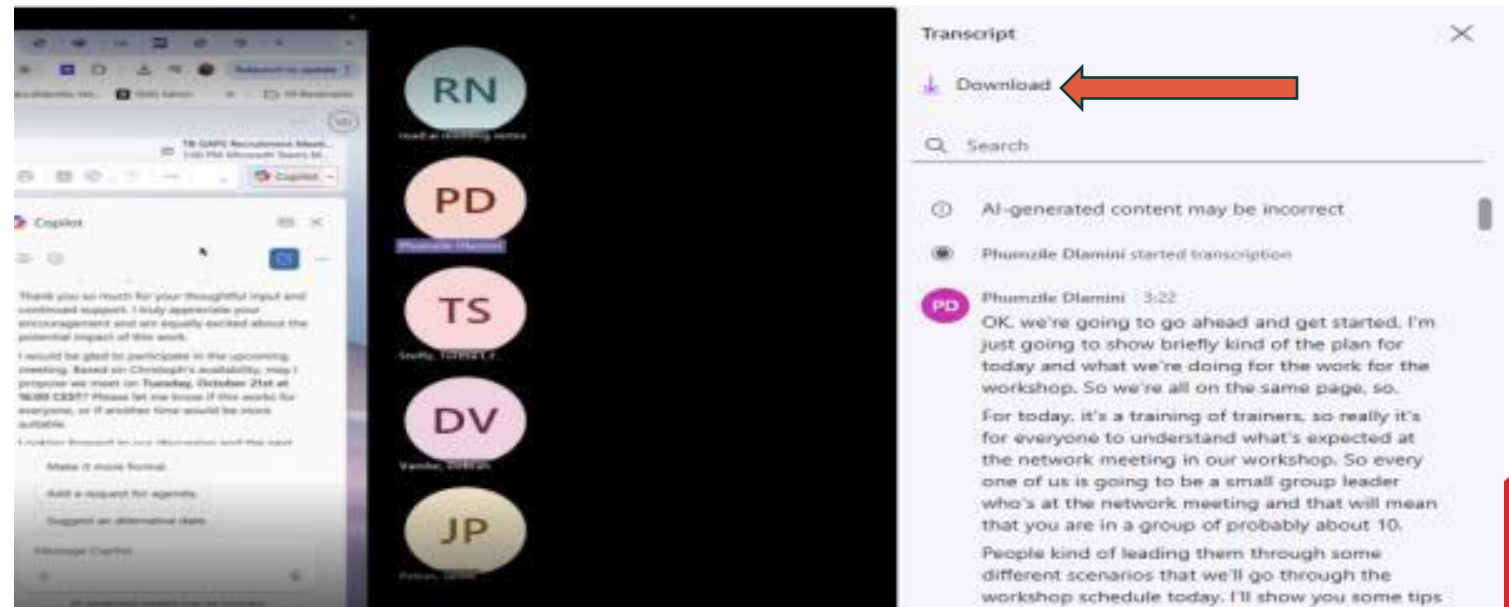 Copilot
Copilot
Thank you so much for your thoughtful input and
continued support. I truly appreciate your
encouragement and are equally excited about the
potential impact of this work.
I would be glad to participate in the upcoming
meeting. Based on Christoph's availability, may I
propose we meet on Tuesday, October 21st at
16:00 CEST? Please let me know if this works for
everyone, or if another time would be more
suitable.
Make it more formal.
Add a request for agenda.
Suggest an alternative date.
Message Copilot
RN
read.ai meeting notes
PD
Phumzile Dlamini
TS
DV
JP
Transcript
Download
Search
AI-generated content may be incorrect
Phumzile Dlamini started transcription
PD
Phumzile Dlamini 3:22
OK, we're going to go ahead and get started. I'm
just going to show briefly kind of the plan for
today and what we're doing for the work for the
workshop. So we're all on the same page, so.
For today, it's a training of trainers, so really it's
for everyone to understand what's expected at
the network meeting in our workshop. So every
one of us is going to be a small group leader
who's at the network meeting and that will mean
that you are in a group of probably about 10.
People kind of leading them through some
different scenarios that we'll go through the
workshop schedule today. I'll show you some tips